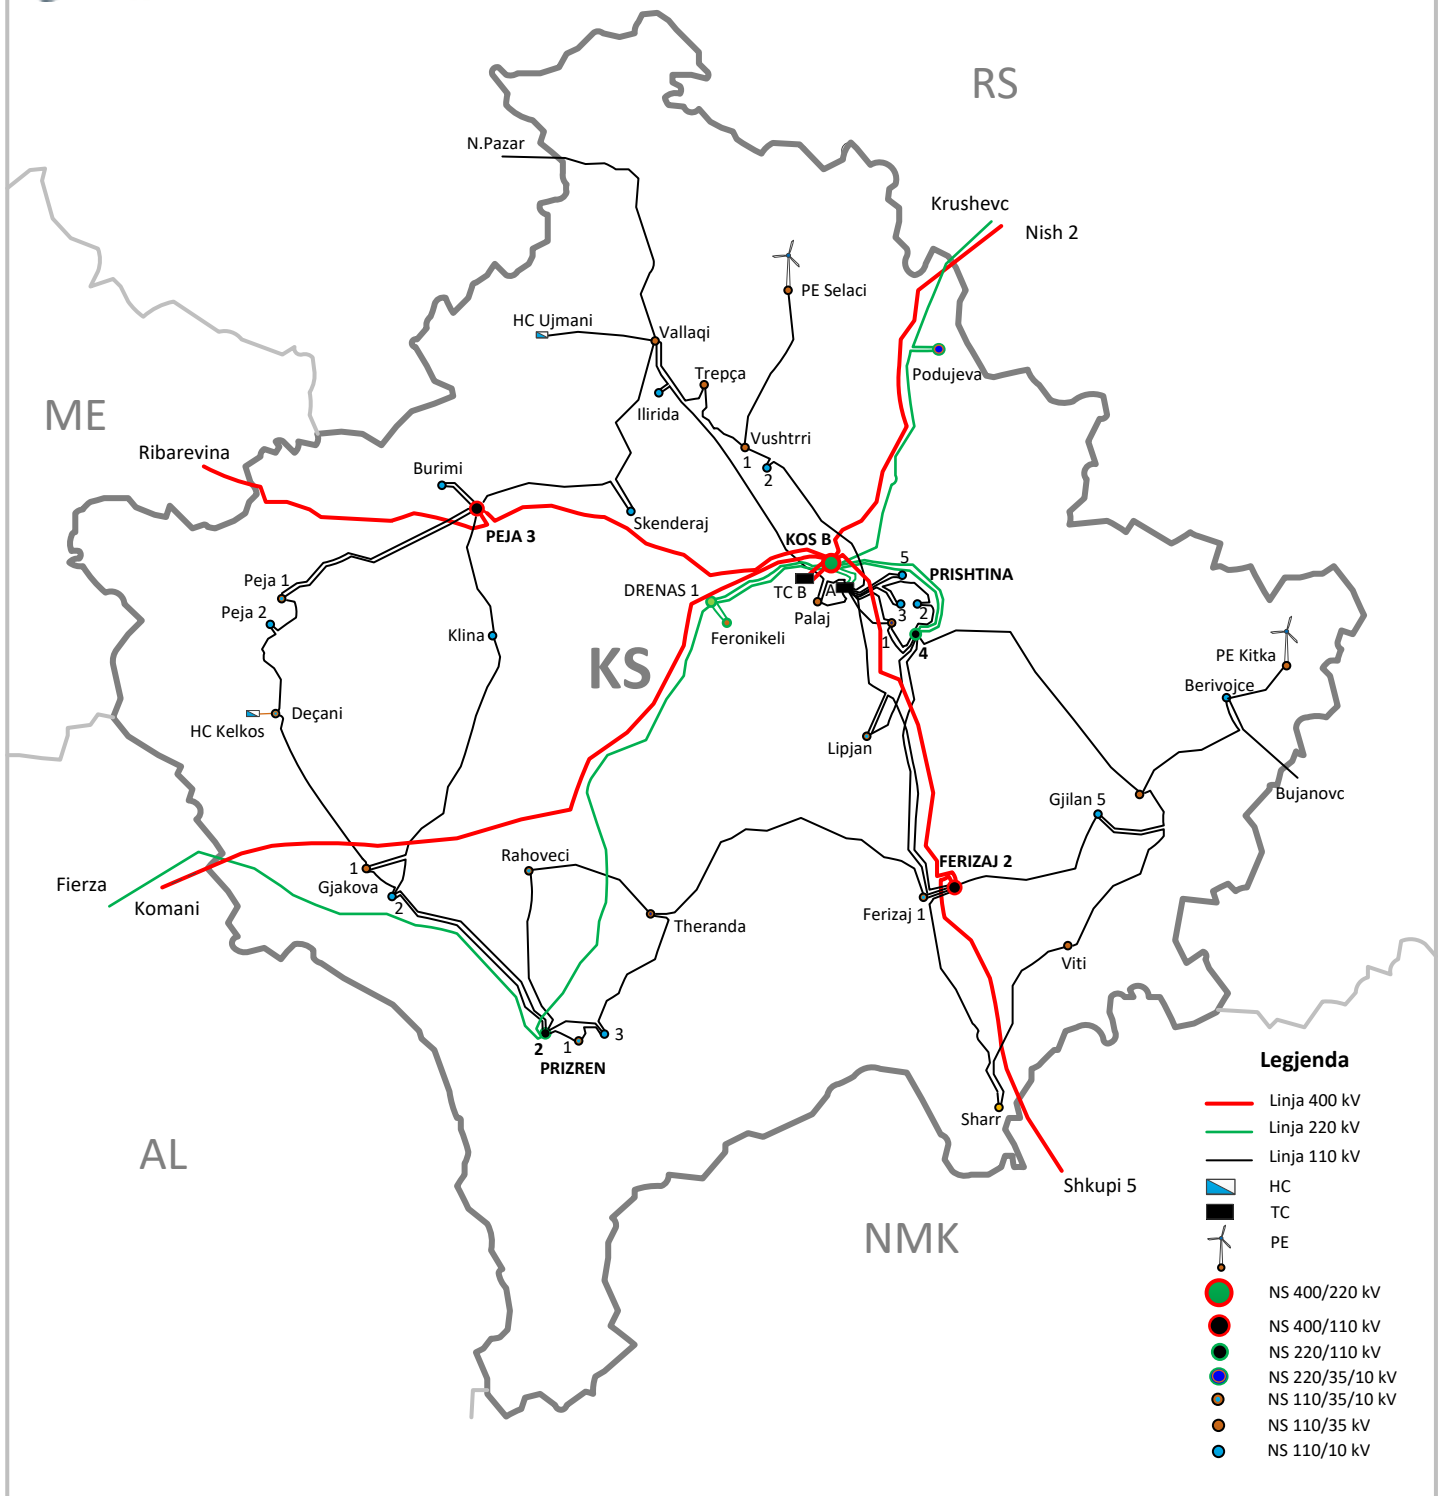 RS
N.Pazar
Krushevc
Nish 2
PE Selaci
HC Ujmani
Vallaqi
Trepça
Podujeva
Ilirida
ME
Vushtrri
1
2
Ribarevina
Burimi
Skenderaj
PEJA 3
KOS B
5
PRISHTINA
Peja 1
DRENAS 1
TC B
A
Peja 2
Palaj
3
2
Feronikeli
Klina
1
4
KS
PE Kitka
Berivojce
Deçani
HC Kelkos
Lipjan
Gjilan 5
Bujanovc
Rahoveci
FERIZAJ 2
1
Gjakova
2
Fierza
Komani
Ferizaj 1
Theranda
Viti
2
1
3
PRIZREN
Sharr
AL
Shkupi 5
NMK
Legjenda
Linja 400 kV
Linja 220 kV
Linja 110 kV
HC
TC
PE
NS 400/220 kV
NS 400/110 kV
NS 220/110 kV
NS 220/35/10 kV
NS 110/35/10 kV
NS 110/35 kV
NS 110/10 kV